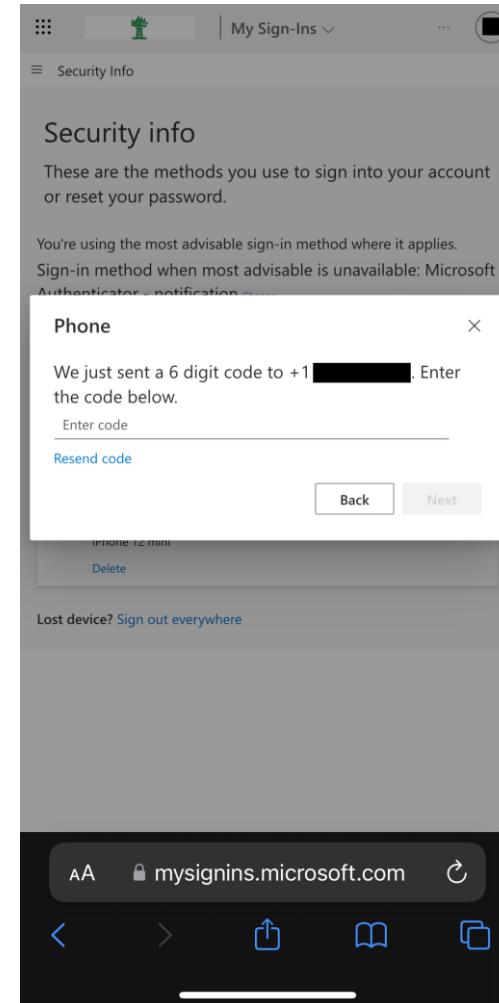 My Sign-Ins
Security Info
Security info
These are the methods you use to sign into your account
or reset your password.
You're using the most advisable sign-in method where it applies.
Sign-in method when most advisable is unavailable: Microsoft
Authenticator - notification
Phone
We just sent a 6 digit code to +1 . Enter
the code below.
Enter code
Resend code
Back Next
iPhone 12 mini
Delete
Lost device? Sign out everywhere
AA mysignins.microsoft.com